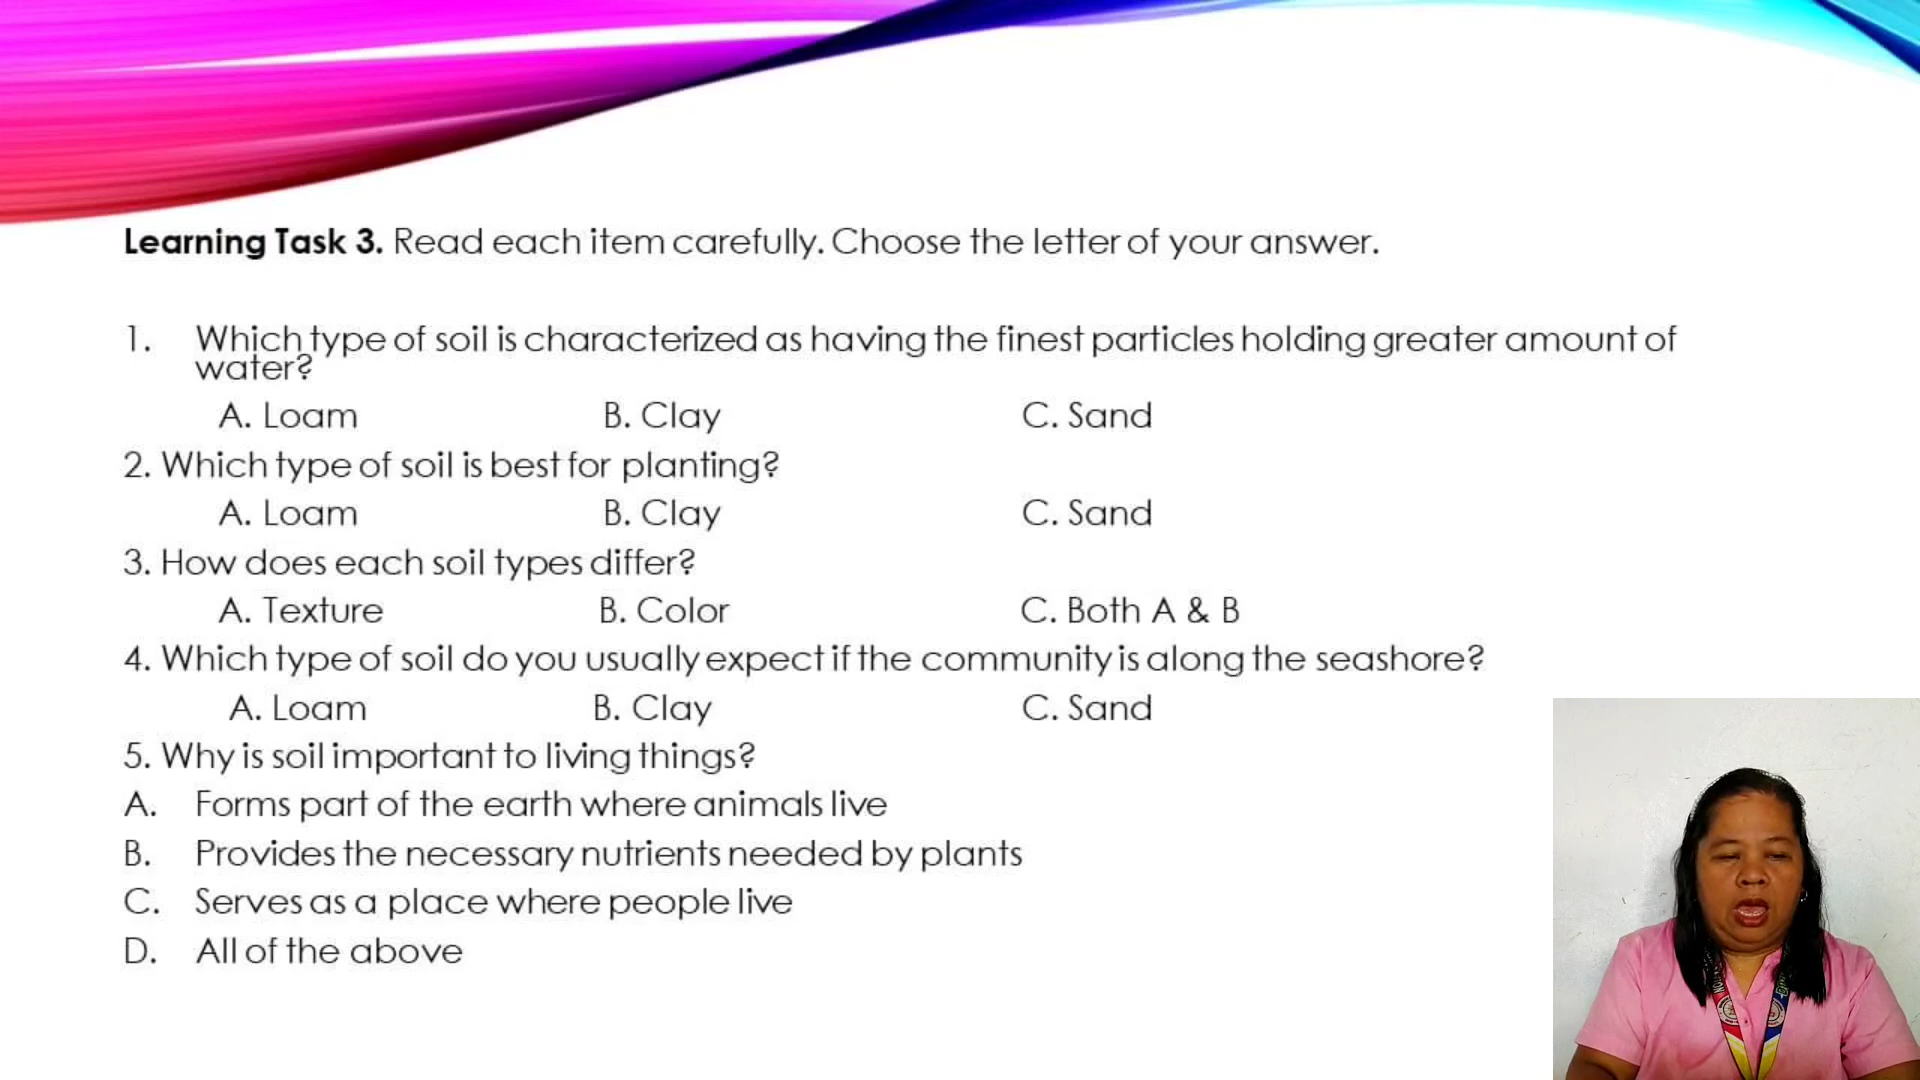 Learning Task 3. Read each item carefully. Choose the letter of your answer.
1. Which type of soil is characterized as having the finest particles holding greater amount of
water?
A. Loam B. Clay C. Sand
2. Which type of soil is best for planting?
A. Loam B. Clay C. Sand
3. How does each soil types differ?
A. Texture B. Color C. Both A & B
4. Which type of soil do you usually expect if the community is along the seashore?
A. Loam B. Clay C. Sand
5. Why is soil important to living things?
A. Forms part of the earth where animals live
B. Provides the necessary nutrients needed by plants
C. Serves as a place where people live
D. All of the above